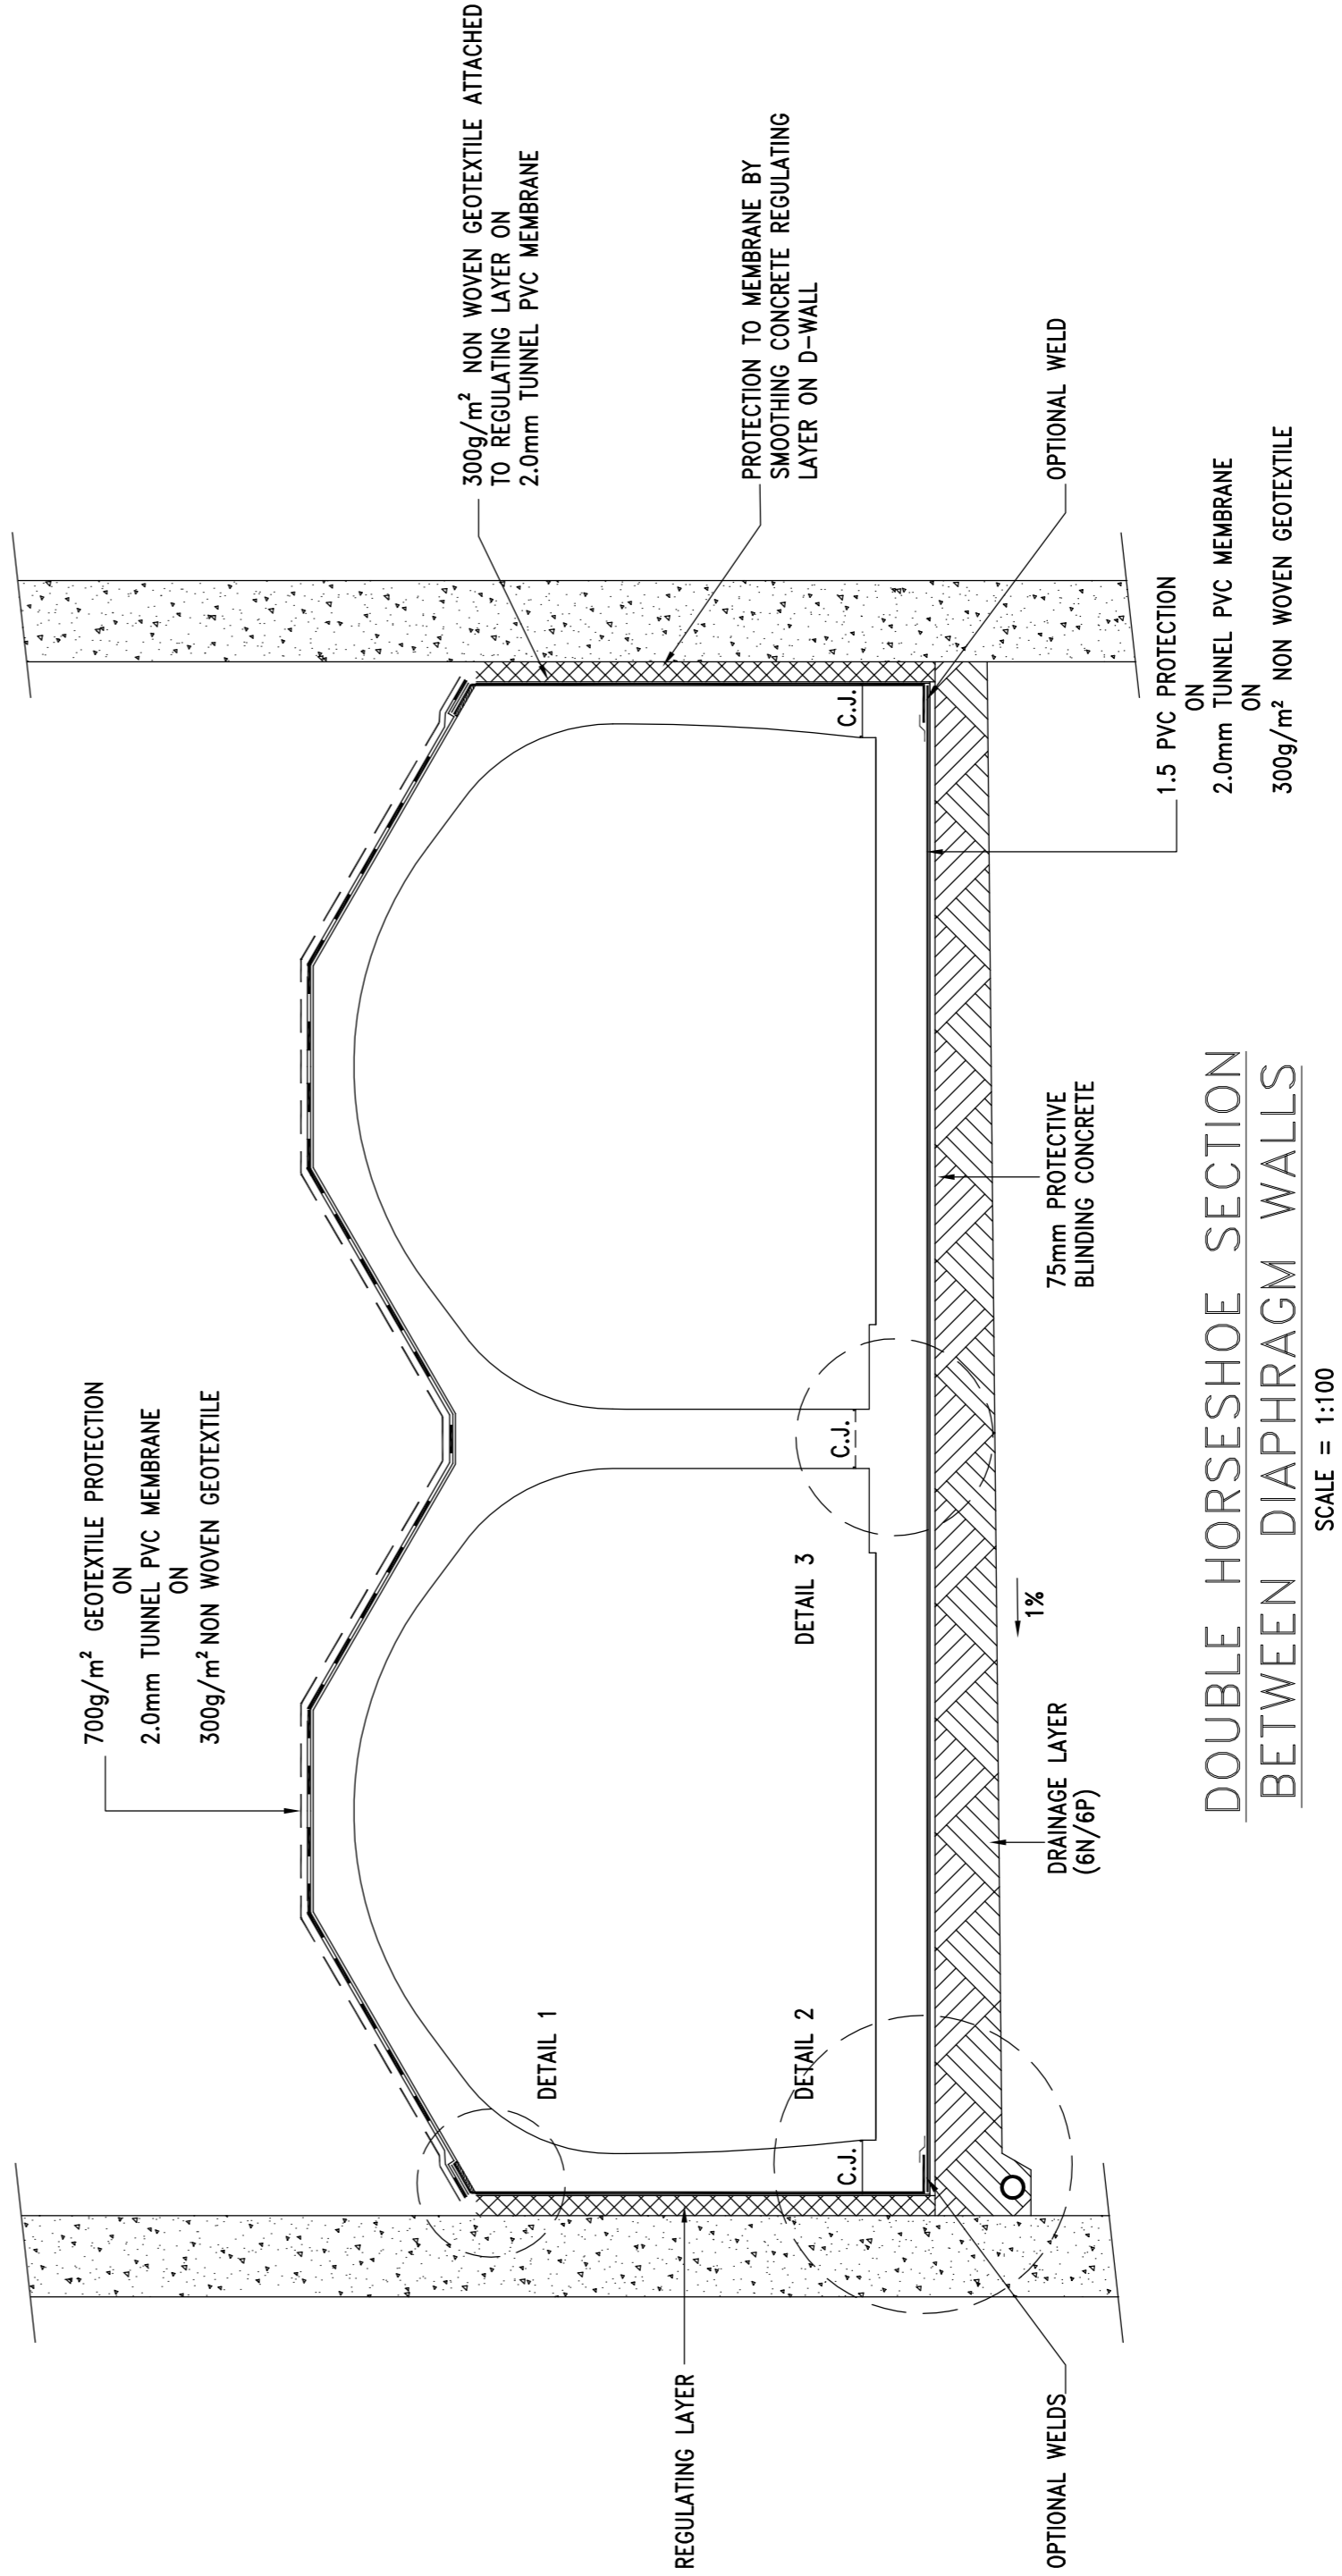 700g/m² GEOTEXTILE PROTECTION
ON
2.0mm TUNNEL PVC MEMBRANE
ON
300g/m² NON WOVEN GEOTEXTILE
300g/m² NON WOVEN GEOTEXTILE ATTACHED
TO REGULATING LAYER ON
2.0mm TUNNEL PVC MEMBRANE
PROTECTION TO MEMBRANE BY
SMOOTHING CONCRETE REGULATING
LAYER ON D-WALL
REGULATING LAYER
DETAIL 1
DETAIL 2
DETAIL 3
C.J.
C.J.
C.J.
OPTIONAL WELDS
DRAINAGE LAYER
(6N/6P)
1%
75mm PROTECTIVE
BLINDING CONCRETE
OPTIONAL WELD
1.5 PVC PROTECTION
ON
2.0mm TUNNEL PVC MEMBRANE
ON
300g/m² NON WOVEN GEOTEXTILE
DOUBLE HORSESHOE SECTION
BETWEEN DIAPHRAGM WALLS
SCALE = 1:100